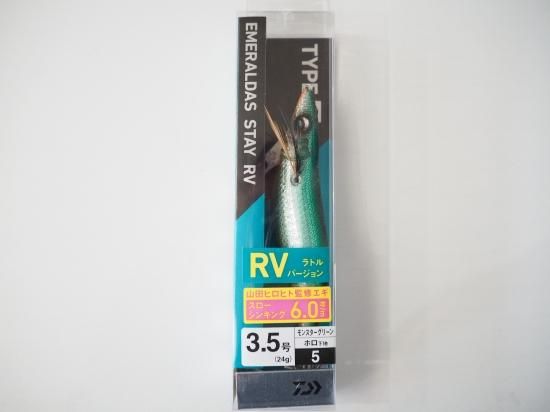 EMERALDAS STAY RV
TYPE
RV
ラトル
バージョン
山田ヒロヒト監修エギ
スロー
シンキング
6.0
3.5号
(24g)
モンスターグリーン
ホロ
5